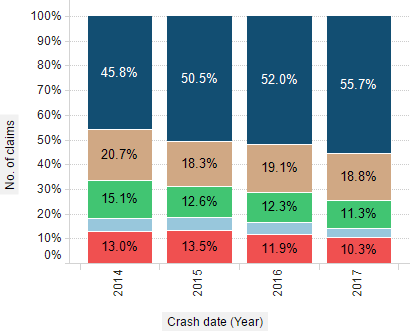 100%
90%
80%
70%
60%
50%
40%
30%
20%
10%
0%
No. of claims
45.8% 50.5% 52.0% 55.7%
20.7% 18.3% 19.1% 18.8%
15.1% 12.6% 12.3% 11.3%
13.0% 13.5% 11.9% 10.3%
2014 2015 2016 2017
Crash date (Year)